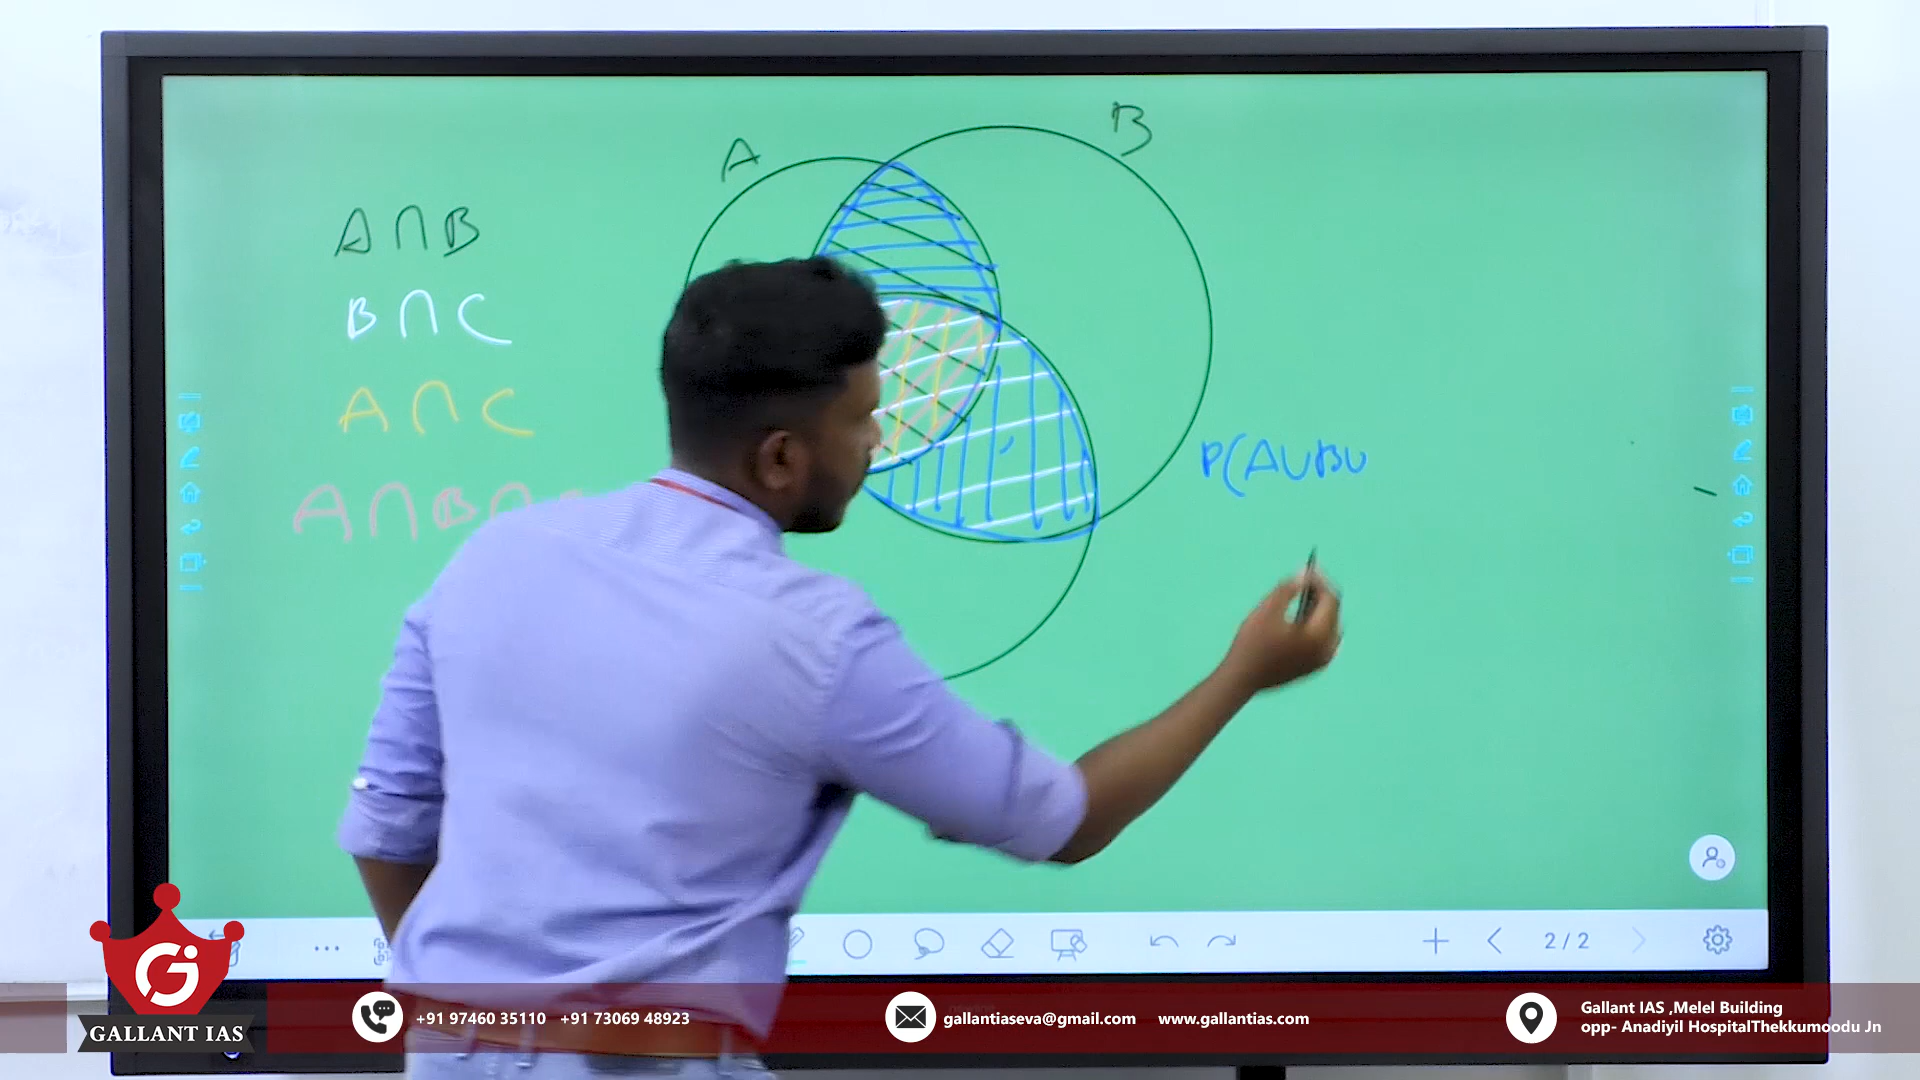 A
B
A∩B
B∩C
A∩C
A∩B∩
P(A∪B∪
2/2
GALLANT IAS
+91 97460 35110 +91 73069 48923
gallantiaseva@gmail.com www.gallantias.com
Gallant IAS ,Melel Building
opp- Anadiyil HospitalThekkumoodu Jn